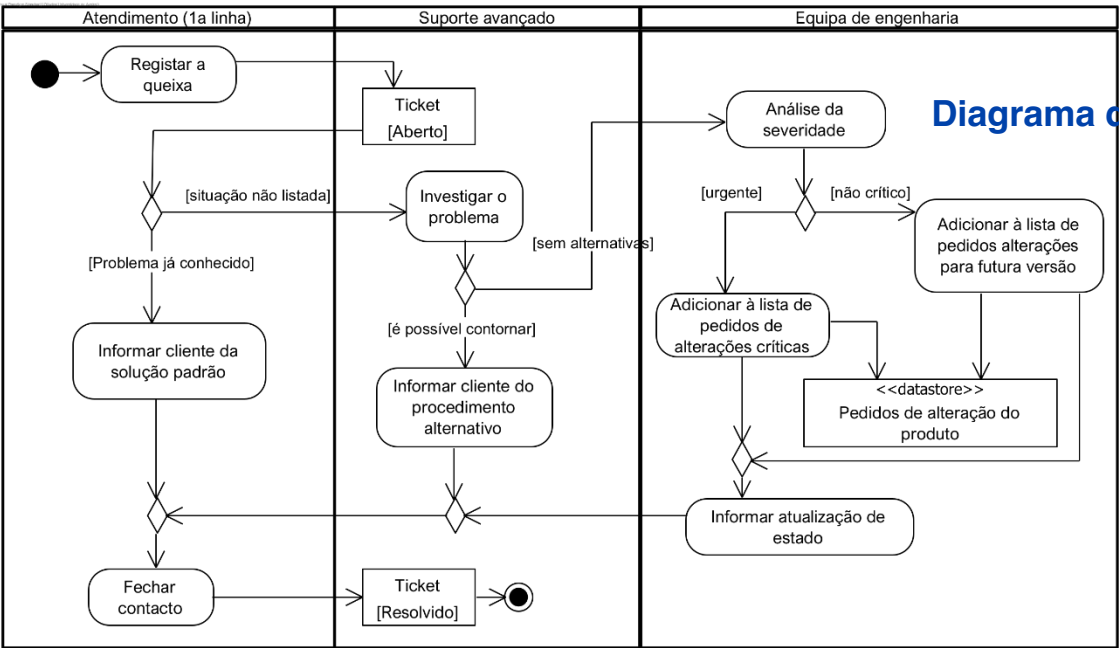 Atendimento (1a linha)
Suporte avançado
Equipa de engenharia
Registar a
queixa
Ticket
[Aberto]
Análise da
severidade
Diagrama
[situação não listada]
Investigar o
problema
[sem alternativas]
[urgente]
[não crítico]
Adicionar à lista de
pedidos alterações
para futura versão
[Problema já conhecido]
[é possível contornar]
Adicionar à lista de
pedidos de
alterações críticas
Informar cliente da
solução padrão
Informar cliente do
procedimento
alternativo
<<datastore>>
Pedidos de alteração do
produto
Informar atualização de
estado
Fechar
contacto
Ticket
[Resolvido]